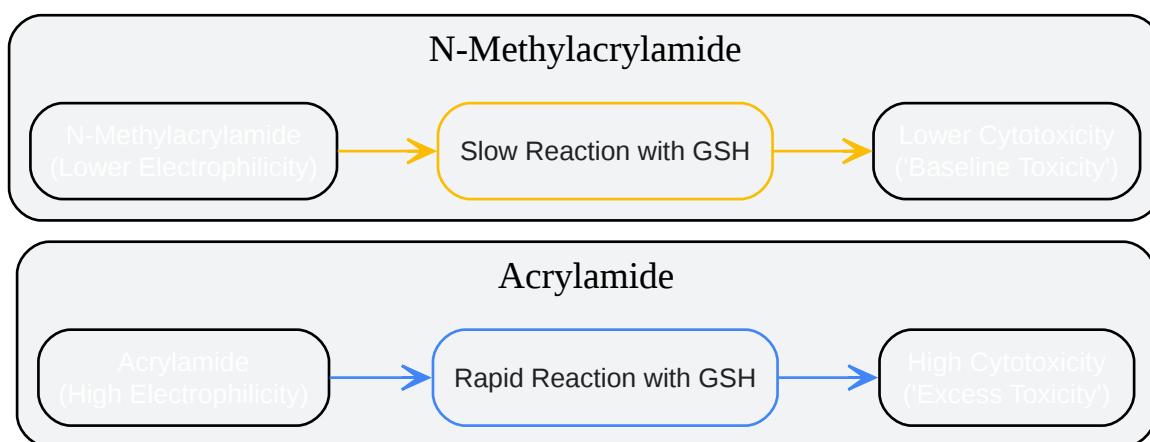 N-Methylacrylamide
N-Methylacrylamide
(Lower Electrophilicity)
Slow Reaction with GSH
Lower Cytotoxicity
('Baseline Toxicity')
Acrylamide
Acrylamide
(High Electrophilicity)
Rapid Reaction with GSH
High Cytotoxicity
('Excess Toxicity')